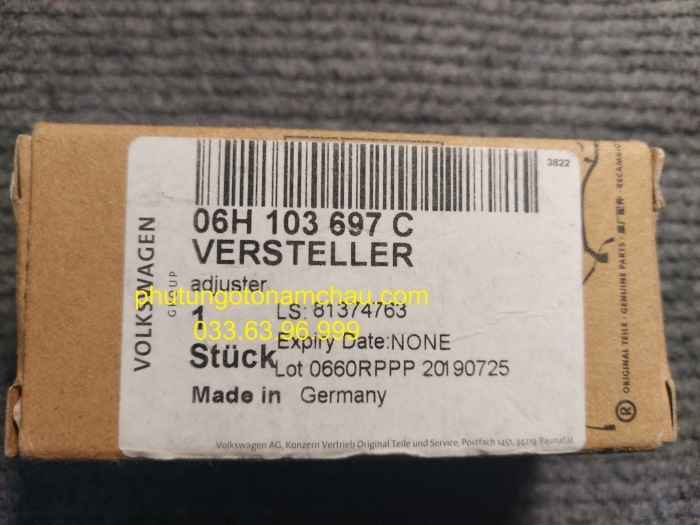 3822
06H 103 697 C
VERSTELLER
adjuster
phutungotonamchau.com
1 LS: 81374763
033.63.96.999
Expiry Date:NONE
Stück
Lot 0660RPPP 20190725
Made in Germany
Volkswagen AG, Konzern Vertrieb Original Teile und Service, Postfach 1451, 34219 Baunatal
VOLKSWAGEN
GROUP
® ORIGINAL TEILE · GENUINE PARTS ·